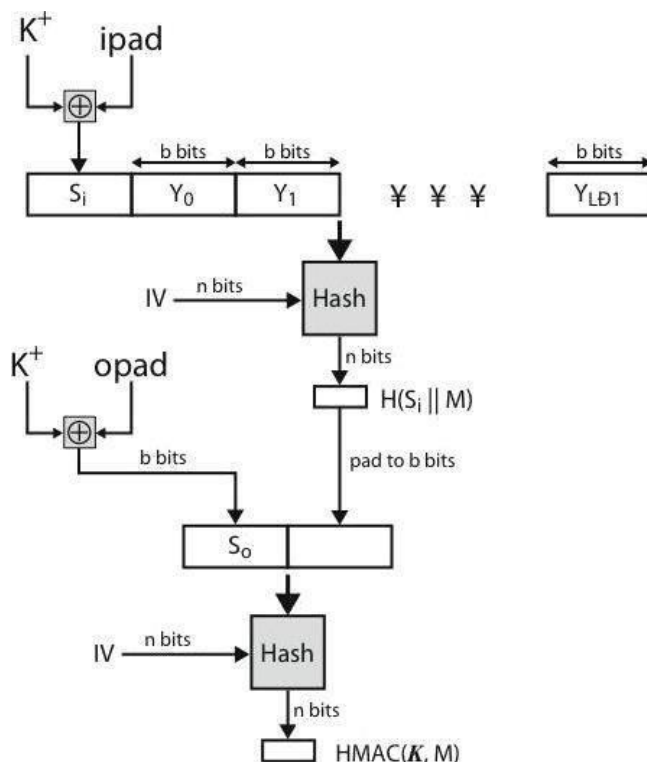 K+ ipad
b bits b bits b bits
Si Y0 Y1 ¥ ¥ ¥ YLÐ1
IV n bits Hash
n bits
K+ opad
H(Si || M)
b bits
pad to b bits
So
IV n bits Hash
n bits
HMAC(K, M)